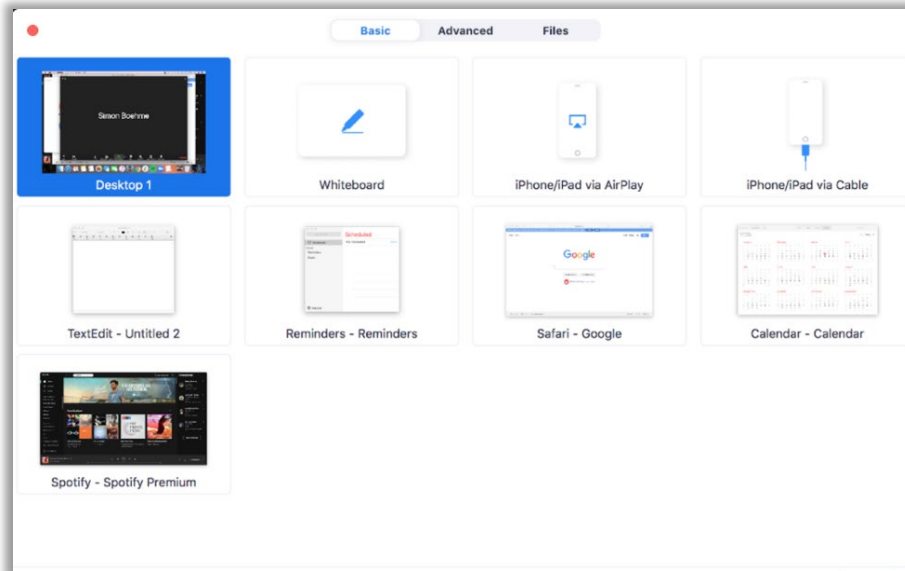 Basic Advanced Files
Simon Boehme
Desktop 1
Whiteboard
iPhone/iPad via AirPlay
iPhone/iPad via Cable
Scheduled
Google
TextEdit - Untitled 2
Reminders - Reminders
Safari - Google
Calendar - Calendar
Spotify - Spotify Premium